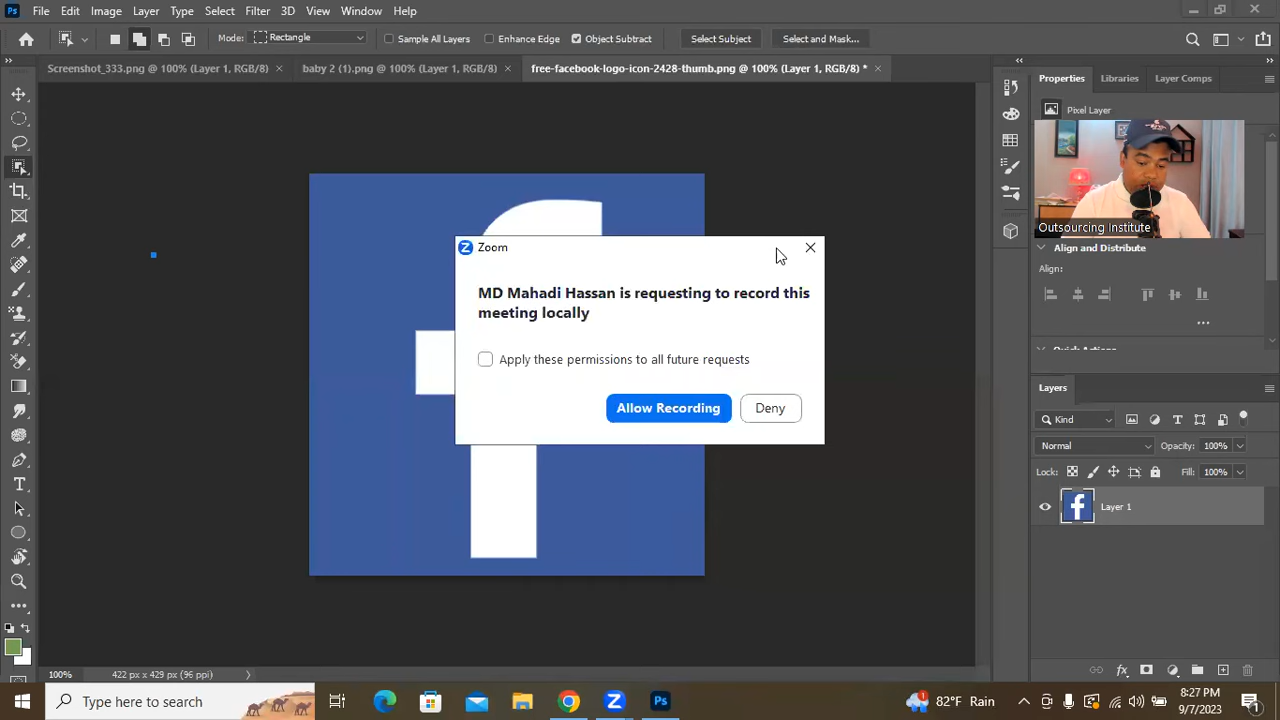 Ps File Edit Image Layer Type Select Filter 3D View Window Help
Mode: Rectangle Sample All Layers Enhance Edge Object Subtract Select Subject Select and Mask...
Screenshot_333.png @ 100% (Layer 1, RGB/8) baby 2 (1).png @ 100% (Layer 1, RGB/8) free-facebook-logo-icon-2428-thumb.png @ 100% (Layer 1, RGB/8) *
Properties Libraries Layer Comps
Pixel Layer
Outsourcing Institute
Align and Distribute
Align:
Zoom
MD Mahadi Hassan is requesting to record this
meeting locally
Apply these permissions to all future requests
Allow Recording Deny
Layers
Kind
Normal Opacity: 100%
Lock: Fill: 100%
Layer 1
100% 422 px x 429 px (96 ppi)
Type here to search
Ps
82°F Rain
8:27 PM
9/7/2023